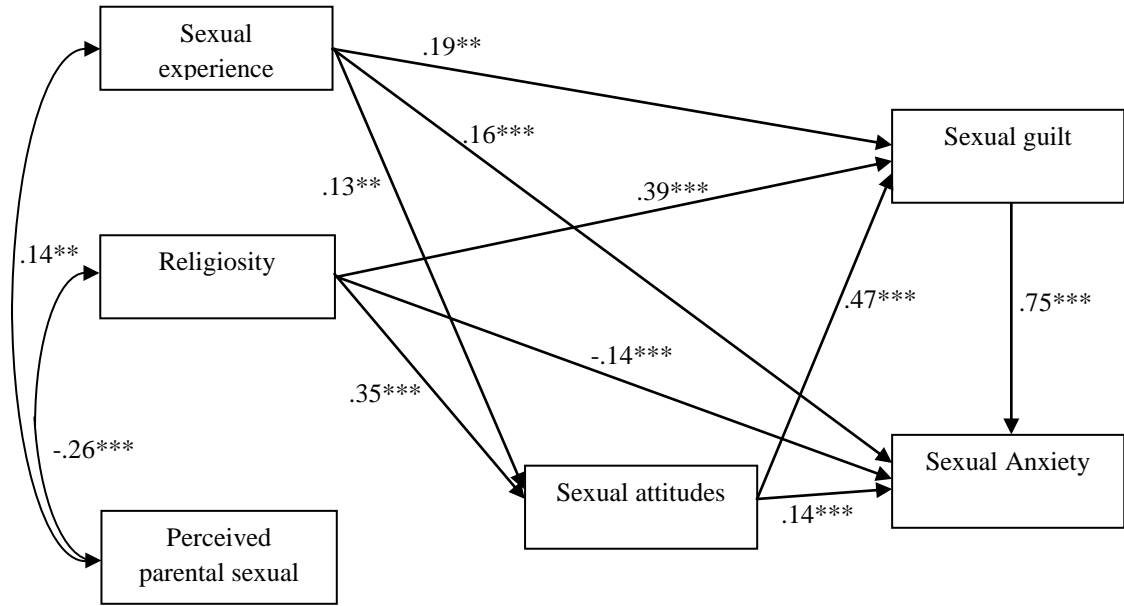 Sexual
experience
.19**
Sexual guilt
.16***
.13**
.39***
.14**
Religiosity
.47***
.75***
-.14***
.35***
-.26***
Sexual Anxiety
Sexual attitudes
.14***
Perceived
parental sexual